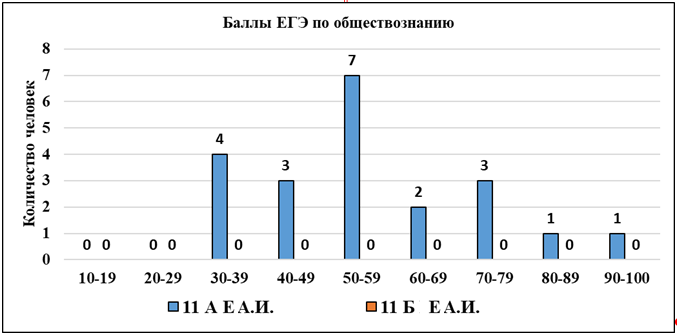 Баллы ЕГЭ по обществознанию
Количество человек
8
7
6
5
4
3
2
1
0
0 0 0 0 4 0 3 0 7 0 2 0 3 0 1 0 1 0
10-19 20-29 30-39 40-49 50-59 60-69 70-79 80-89 90-100
11 А Е А.И. 11 Б Е А.И.